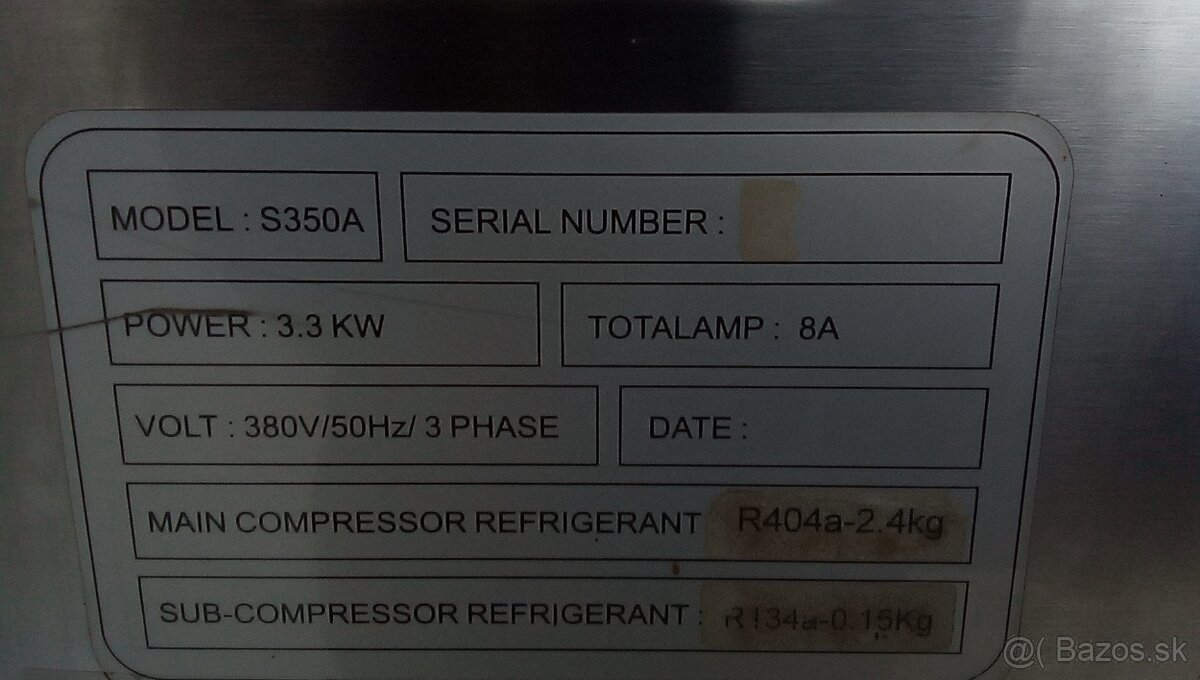 MODEL : S350A SERIAL NUMBER :
POWER : 3.3 KW TOTALAMP : 8A
VOLT : 380V/50Hz/ 3 PHASE DATE :
MAIN COMPRESSOR REFRIGERANT R404a-2.4kg
SUB-COMPRESSOR REFRIGERANT : R134a-0.15Kg
@( Bazos.sk